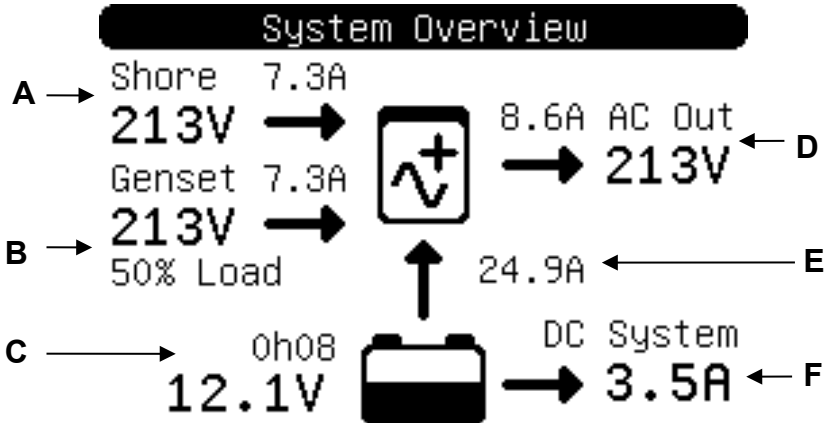 System Overview
A
Shore 7.3A
213V
8.6A AC Out
213V
D
Genset 7.3A
213V
B
50% Load
24.9A
E
C
0h08
12.1V
DC System
3.5A
F